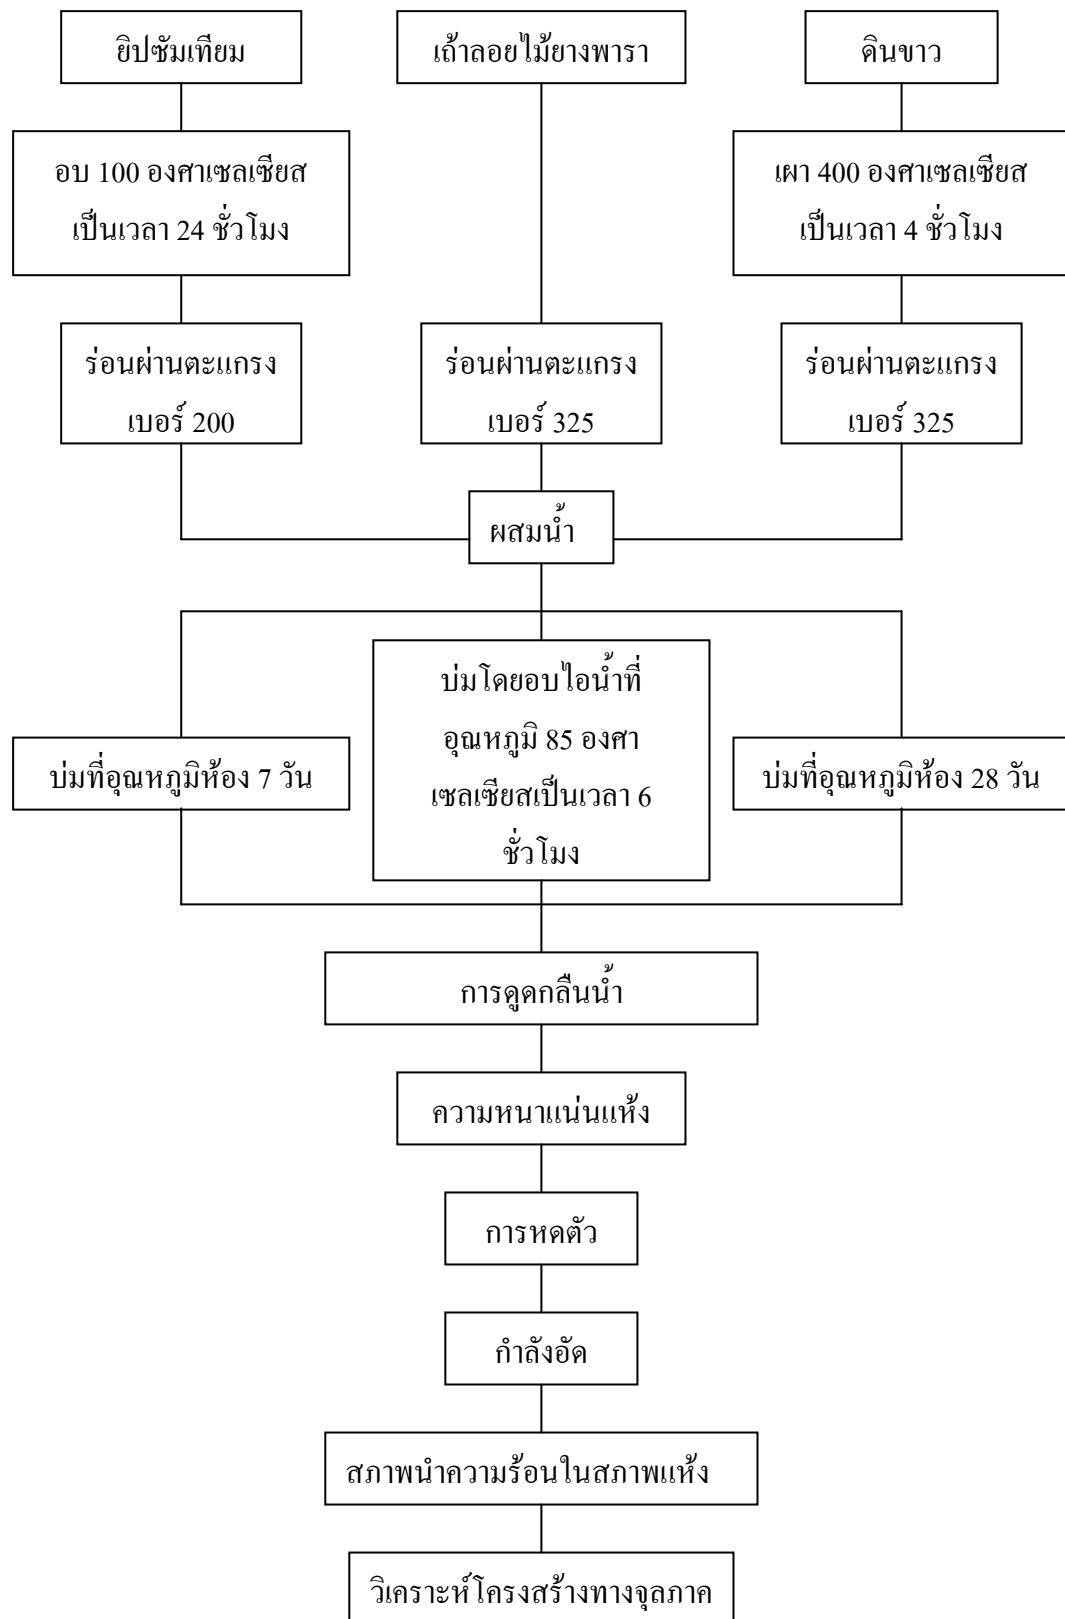 ยิปซัมเทียม
เถ้าลอยไม้ยางพารา
ดินขาว
อบ 100 องศาเซลเซียส
เป็นเวลา 24 ชั่วโมง
เผา 400 องศาเซลเซียส
เป็นเวลา 4 ชั่วโมง
ร่อนผ่านตะแกรง
เบอร์ 200
ร่อนผ่านตะแกรง
เบอร์ 325
ร่อนผ่านตะแกรง
เบอร์ 325
ผสมน้ำ
บ่มที่อุณหภูมิห้อง 7 วัน
บ่มโดยอบไอน้ำที่
อุณหภูมิ 85 องศา
เซลเซียสเป็นเวลา 6
ชั่วโมง
บ่มที่อุณหภูมิห้อง 28 วัน
การดูดกลืนน้ำ
ความหนาแน่นแห้ง
การหดตัว
กำลังอัด
สภาพนำความร้อนในสภาพแห้ง
วิเคราะห์โครงสร้างทางจุลภาค